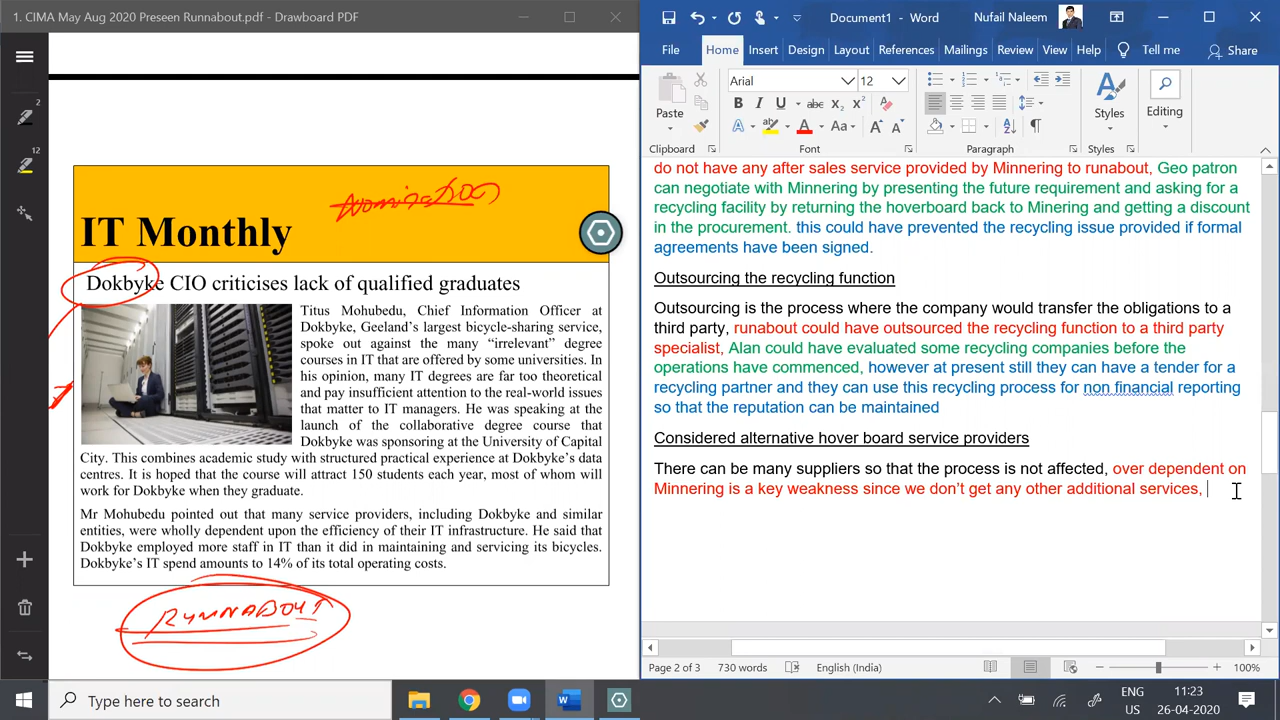 1. CIMA May Aug 2020 Preseen Runnabout.pdf - Drawboard PDF
2
12
IT Monthly
Dokbyke CIO criticises lack of qualified graduates
Titus Mohubedu, Chief Information Officer at
Dokbyke, Geeland's largest bicycle-sharing service,
spoke out against the many "irrelevant" degree
courses in IT that are offered by some universities. In
his opinion, many IT degrees are far too theoretical
and pay insufficient attention to the real-world issues
that matter to IT managers. He was speaking at the
launch of the collaborative degree course that
Dokbyke was sponsoring at the University of Capital
City. This combines academic study with structured practical experience at Dokbyke's data
centres. It is hoped that the course will attract 150 students each year, most of whom will
work for Dokbyke when they graduate.
Mr Mohubedu pointed out that many service providers, including Dokbyke and similar
entities, were wholly dependent upon the efficiency of their IT infrastructure. He said that
Dokbyke employed more staff in IT than it did in maintaining and servicing its bicycles.
Dokbyke's IT spend amounts to 14% of its total operating costs.
RUNNABOUT
Document1 - Word
Nufail Naleem
File Home Insert Design Layout References Mailings Review View Help Tell me Share
Arial 12
Paste
Styles
Editing
Clipboard Font Paragraph Styles
do not have any after sales service provided by Minnering to runabout, Geo patron
can negotiate with Minnering by presenting the future requirement and asking for a
recycling facility by returning the hoverboard back to Minering and getting a discount
in the procurement. this could have prevented the recycling issue provided if formal
agreements have been signed.
Outsourcing the recycling function
Outsourcing is the process where the company would transfer the obligations to a
third party, runabout could have outsourced the recycling function to a third party
specialist, Alan could have evaluated some recycling companies before the
operations have commenced, however at present still they can have a tender for a
recycling partner and they can use this recycling process for non financial reporting
so that the reputation can be maintained
Considered alternative hover board service providers
There can be many suppliers so that the process is not affected, over dependent on
Minnering is a key weakness since we don't get any other additional services,
Page 2 of 3 730 words English (India) 100%
Type here to search
ENG
US
11:23
26-04-2020